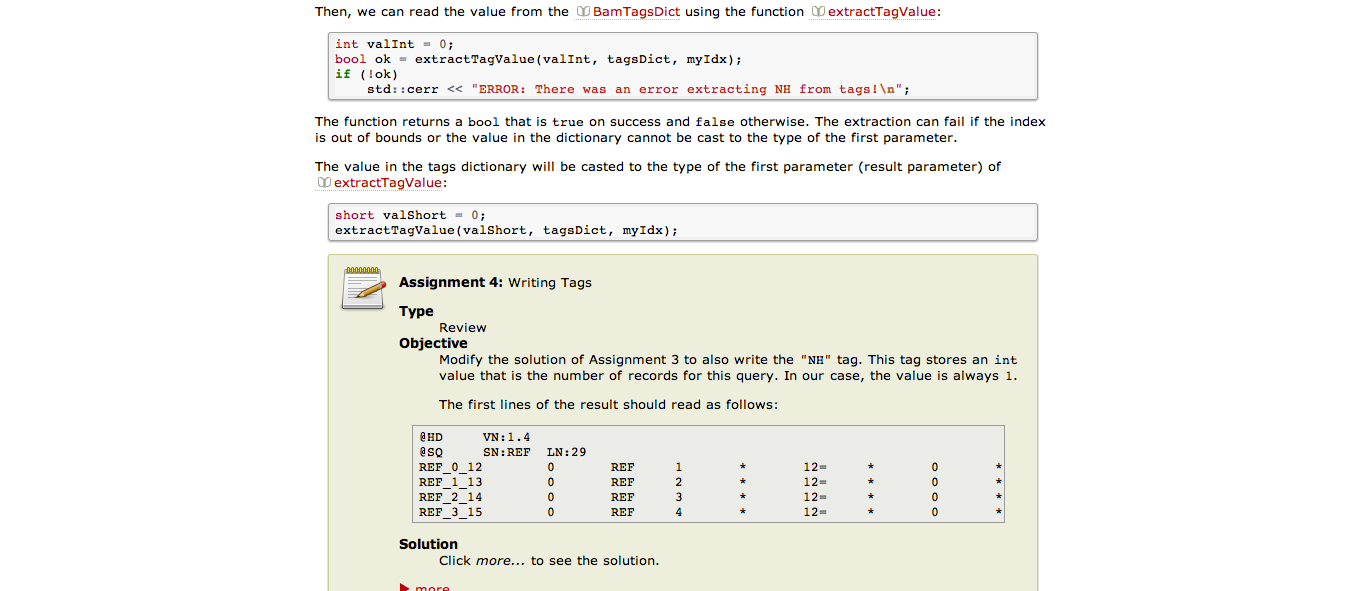 Then, we can read the value from the BamTagsDict using the function extractTagValue:
int valInt = 0;
bool ok = extractTagValue(valInt, tagsDict, myIdx);
if (!ok)
    std::cerr << "ERROR: There was an error extracting NH from tags!\n";
The function returns a bool that is true on success and false otherwise. The extraction can fail if the index
is out of bounds or the value in the dictionary cannot be cast to the type of the first parameter.
The value in the tags dictionary will be casted to the type of the first parameter (result parameter) of
extractTagValue:
short valShort = 0;
extractTagValue(valShort, tagsDict, myIdx);
Assignment 4: Writing Tags
Type
Review
Objective
Modify the solution of Assignment 3 to also write the "NH" tag. This tag stores an int
value that is the number of records for this query. In our case, the value is always 1.
The first lines of the result should read as follows:
@HD     VN:1.4
@SQ     SN:REF  LN:29
REF_0_12        0       REF     1       *       12=     *       0       *
REF_1_13        0       REF     2       *       12=     *       0       *
REF_2_14        0       REF     3       *       12=     *       0       *
REF_3_15        0       REF     4       *       12=     *       0       *
Solution
Click more... to see the solution.
more